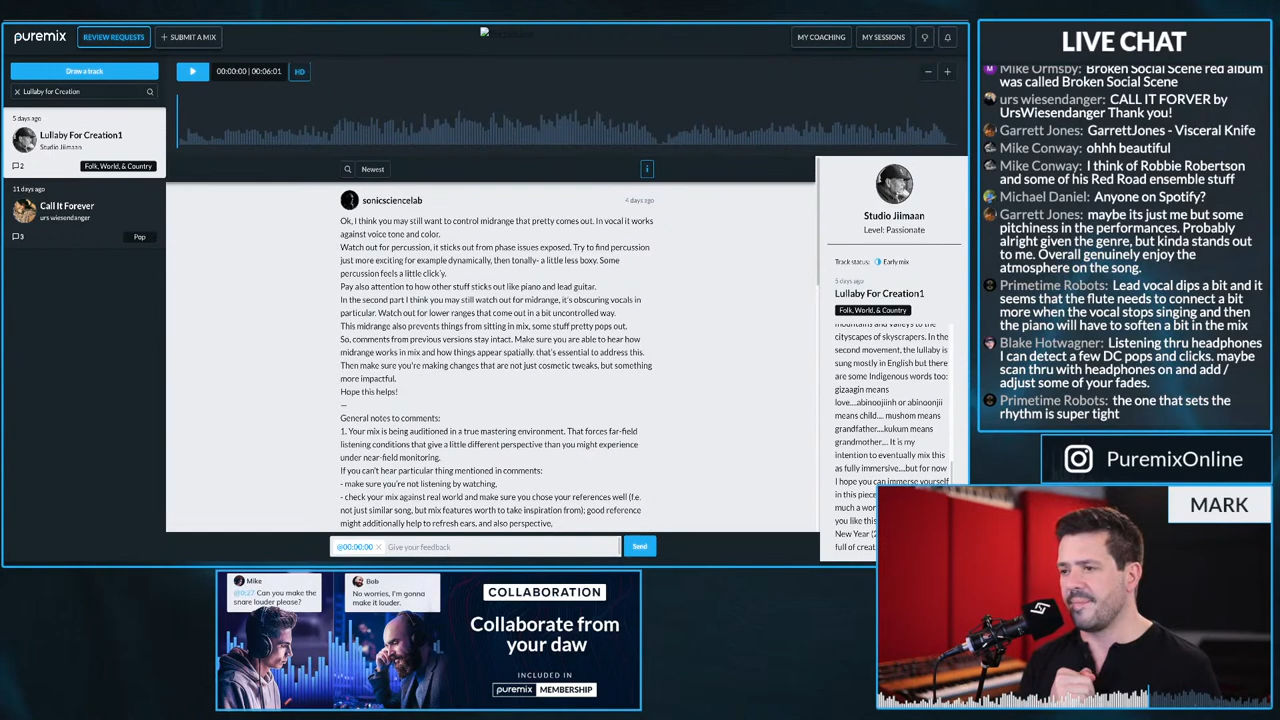 puremix
REVIEW REQUESTS
+ SUBMIT A MIX
MY COACHING
MY SESSIONS
Draw a track
Lullaby for Creation
5 days ago
Lullaby For Creation1
Studio Jiimaan
2
Folk, World, & Country
11 days ago
Call It Forever
urs wiesendanger
3
Pop
00:00:00 | 00:06:01
HD
Newest
i
sonicsciencelab
4 days ago
Ok, I think you may still want to control midrange that pretty comes out. In vocal it works
against voice tone and color.
Watch out for percussion, it sticks out from phase issues exposed. Try to find percussion
just more exciting for example dynamically, then tonally- a little less boxy. Some
percussion feels a little click'y.
Pay also attention to how other stuff sticks out like piano and lead guitar.
In the second part I think you may still watch out for midrange, it's obscuring vocals in
particular. Watch out for lower ranges that come out in a bit uncontrolled way.
This midrange also prevents things from sitting in mix, some stuff pretty pops out.
So, comments from previous versions stay intact. Make sure you are able to hear how
midrange works in mix and how things appear spatially. that's essential to address this.
Then make sure you're making changes that are not just cosmetic tweaks, but something
more impactful.
Hope this helps!
—
General notes to comments:
1. Your mix is being auditioned in a true mastering environment. That forces far-field
listening conditions that give a little different perspective than you might experience
under near-field monitoring.
If you can't hear particular thing mentioned in comments:
- make sure you're not listening by watching,
- check your mix against real world and make sure you chose your references well (f.e.
not just similar song, but mix features worth to take inspiration from); good reference
might additionally help to refresh ears, and also perspective,
@00:00:00 ×
Give your feedback
Send
Studio Jiimaan
Level: Passionate
Track status:
Early mix
5 days ago
Lullaby For Creation1
Folk, World, & Country
mountains and valleys to the
cityscapes of skyscrapers. In the
second movement, the lullaby is
sung mostly in English but there
are some Indigenous words too:
gizaagin means
love....abinoojiinh or abinoonjii
means child.... mushom means
grandfather....kukum means
grandmother.... It is my
intention to eventually mix this
as fully immersive....but for now
I hope you can immerse yourself
in this piece
much a wor
you like this
New Year (2
full of creat
LIVE CHAT
Mike Ormsby: Broken Social Scene red album
was called Broken Social Scene
urs wiesendanger: CALL IT FORVER by
UrsWiesendanger Thank you!
Garrett Jones: GarrettJones - Visceral Knife
Mike Conway: ohhh beautiful
Mike Conway: I think of Robbie Robertson
and some of his Red Road ensemble stuff
Michael Daniel: Anyone on Spotify?
Garrett Jones: maybe its just me but some
pitchiness in the performances. Probably
alright given the genre, but kinda stands out
to me. Overall genuinely enjoy the
atmosphere on the song.
Primetime Robots: Lead vocal dips a bit and it
seems that the flute needs to connect a bit
more when the vocal stops singing and then
the piano will have to soften a bit in the mix
Blake Hotwagner: Listening thru headphones
I can detect a few DC pops and clicks. maybe
scan thru with headphones on and add /
adjust some of your fades.
Primetime Robots: the one that sets the
rhythm is super tight
PuremixOnline
MARK
Mike
@0:27 Can you make the
snare louder please?
Bob
No worries, I'm gonna
make it louder.
COLLABORATION
Collaborate from
your daw
INCLUDED IN
puremix MEMBERSHIP